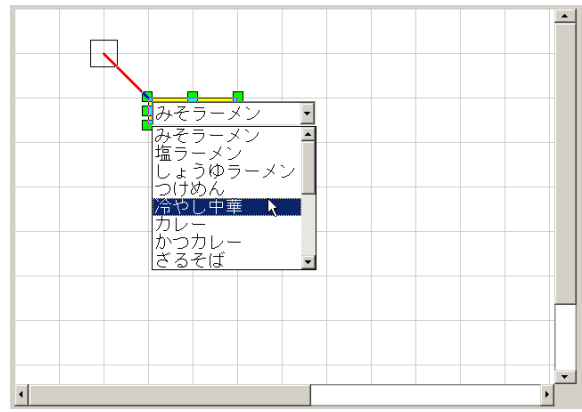 みそラーメン
みそラーメン
塩ラーメン
しょうゆラーメン
つけめん
冷やし中華
カレー
かつカレー
ざるそば